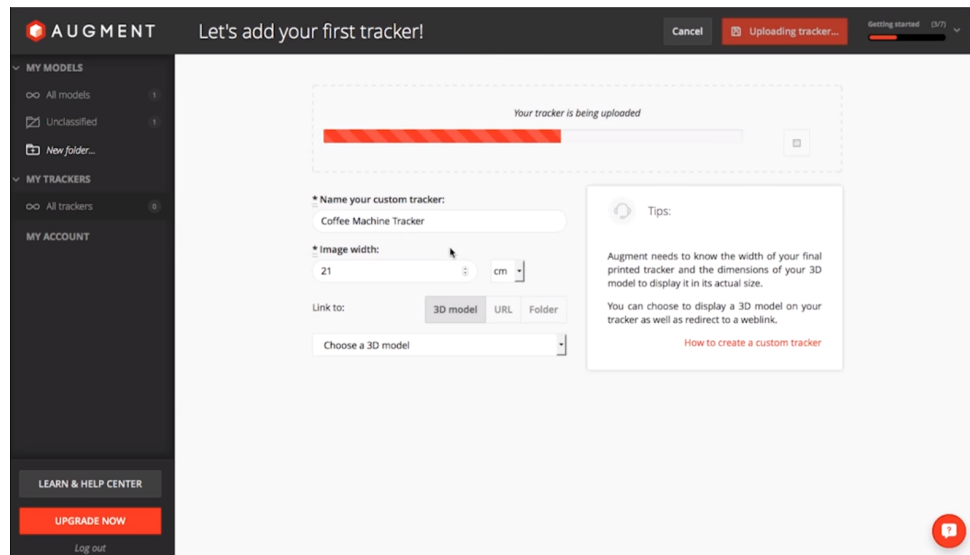 AUGMENT
Let's add your first tracker!
Cancel
Uploading tracker...
Getting started (3/7)
MY MODELS
All models 1
Unclassified 1
New folder...
MY TRACKERS
All trackers 0
MY ACCOUNT
LEARN & HELP CENTER
UPGRADE NOW
Log out
Your tracker is being uploaded
* Name your custom tracker:
Coffee Machine Tracker
* Image width:
21 cm
Link to: 3D model URL Folder
Choose a 3D model
Tips:
Augment needs to know the width of your final
printed tracker and the dimensions of your 3D
model to display it in its actual size.
You can choose to display a 3D model on your
tracker as well as redirect to a weblink.
How to create a custom tracker
?